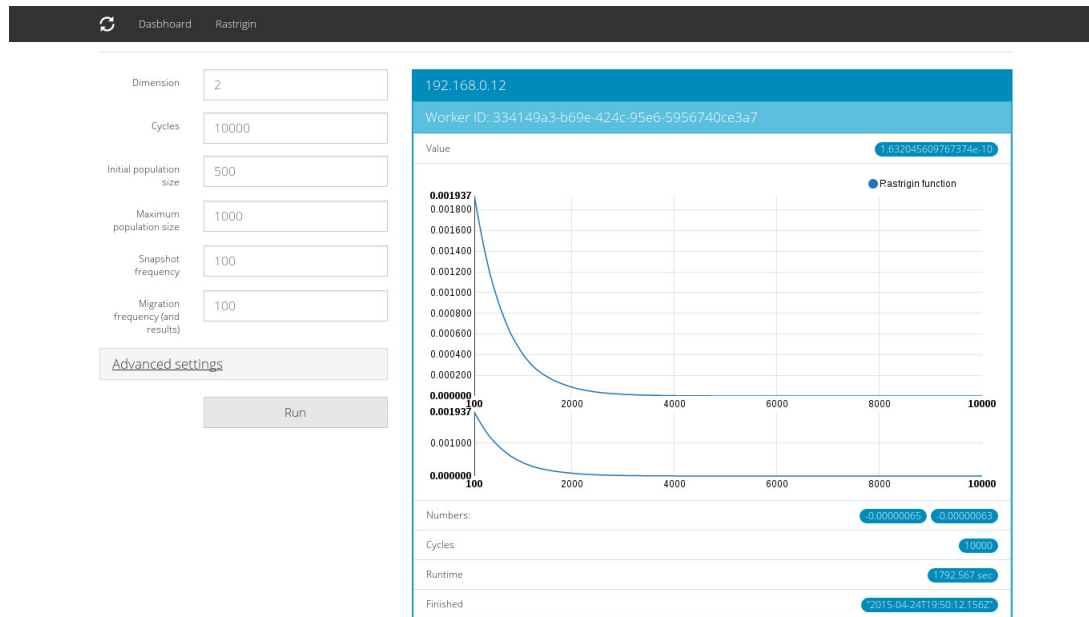 Dasbhoard Rastrigin
Dimension 2
Cycles 10000
Initial population
size
500
Maximum
population size
1000
Snapshot
frequency
100
Migration
frequency (and
results)
100
Advanced settings
Run
192.168.0.12
Worker ID: 334149a3-b69e-424c-95e6-5956740ce3a7
Value 1.632045609767374e-10
Rastrigin function
0.001937
0.001800
0.001600
0.001400
0.001200
0.001000
0.000800
0.000600
0.000400
0.000200
0.000000
100 2000 4000 6000 8000 10000
0.001937
0.001000
0.000000
100 2000 4000 6000 8000 10000
Numbers: -0.00000065 -0.00000063
Cycles 10000
Runtime 1792.567 sec
Finished "2015-04-24T19:50:12.156Z"